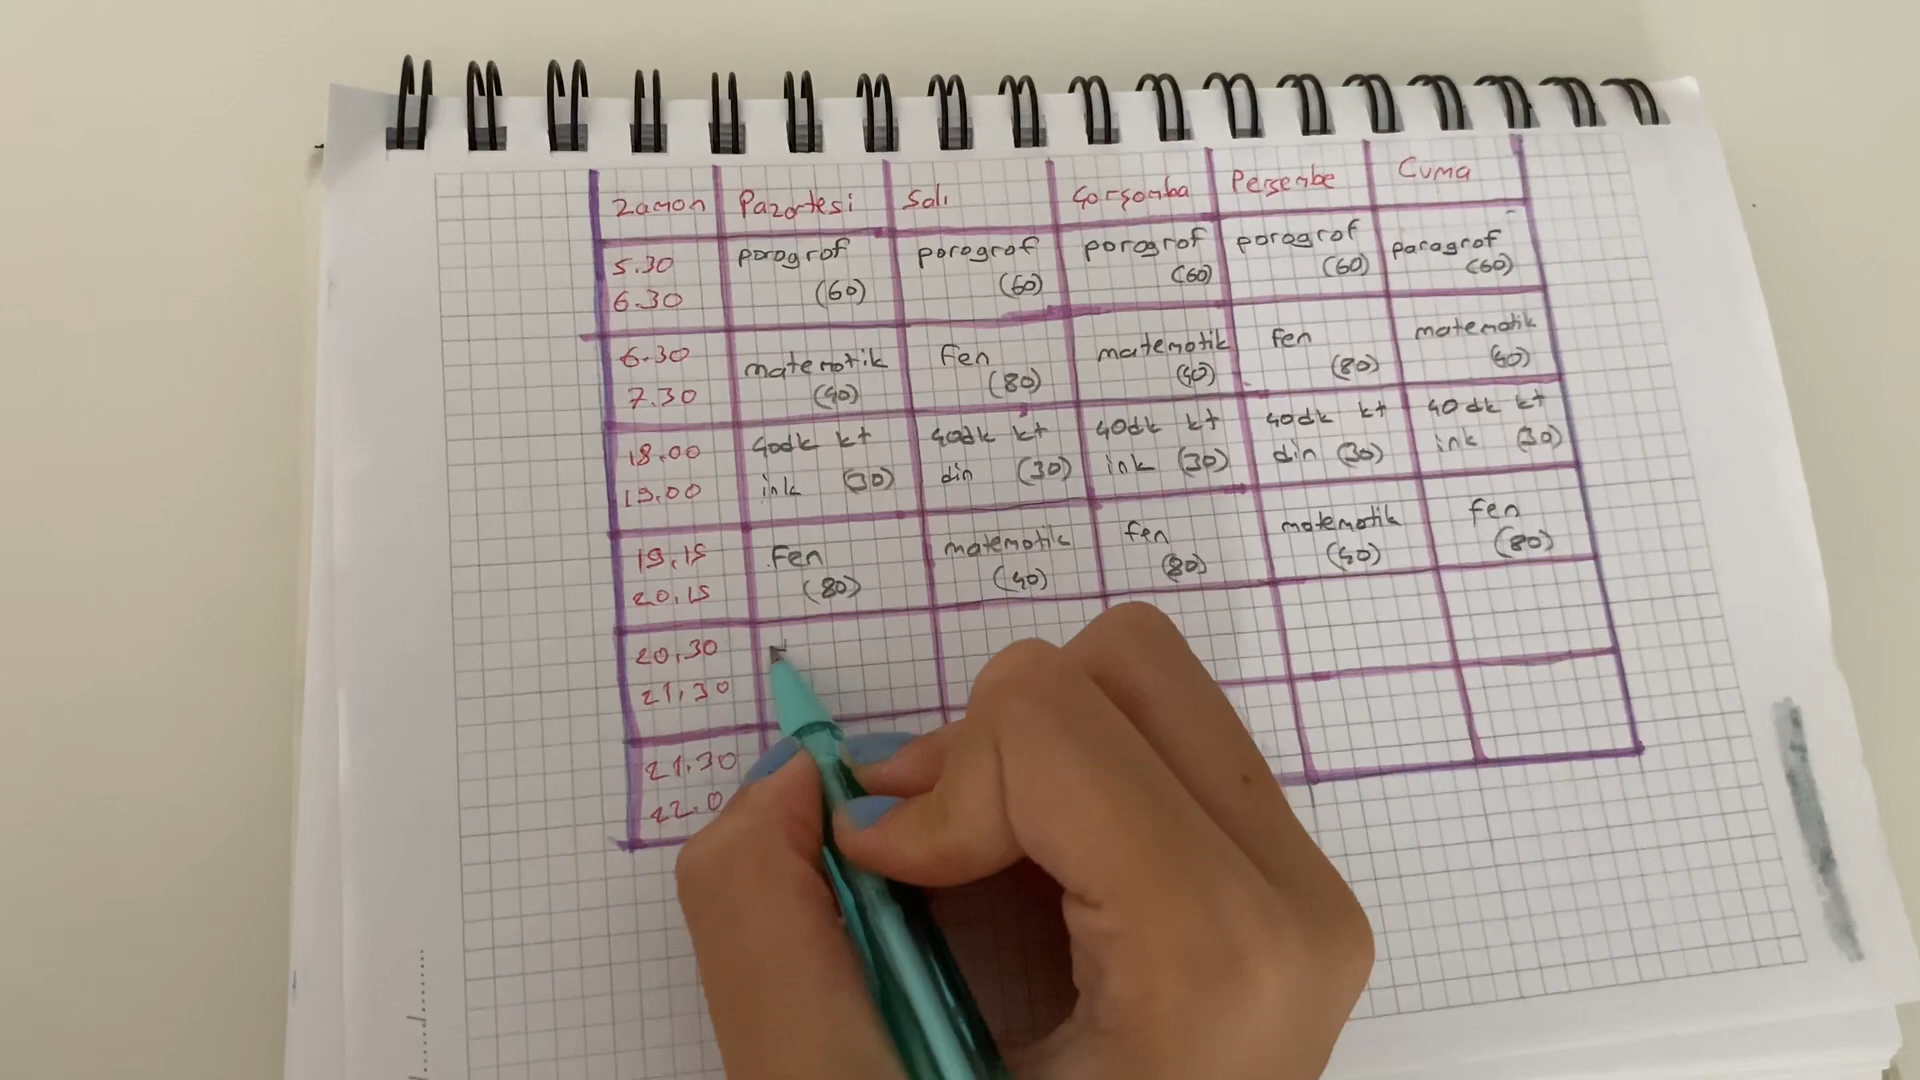 Zaman Pazartesi Salı Çarşamba Perşembe Cuma
5.30 paragraf paragraf paragraf paragraf paragraf
6.30 (60) (60) (60) (60) (60)
6.30 matematik Fen matematik fen matematik
7.30 (40) (80) (40) (80) (40)
18.00 40dk kt 40dk kt 40dk kt 40dk kt 40dk kt
19.00 ink (30) din (30) ink (30) din (30) ink (30)
19.15 Fen matematik fen matematik fen
20.15 (80) (40) (80) (40) (80)
20.30
21.30
21.30